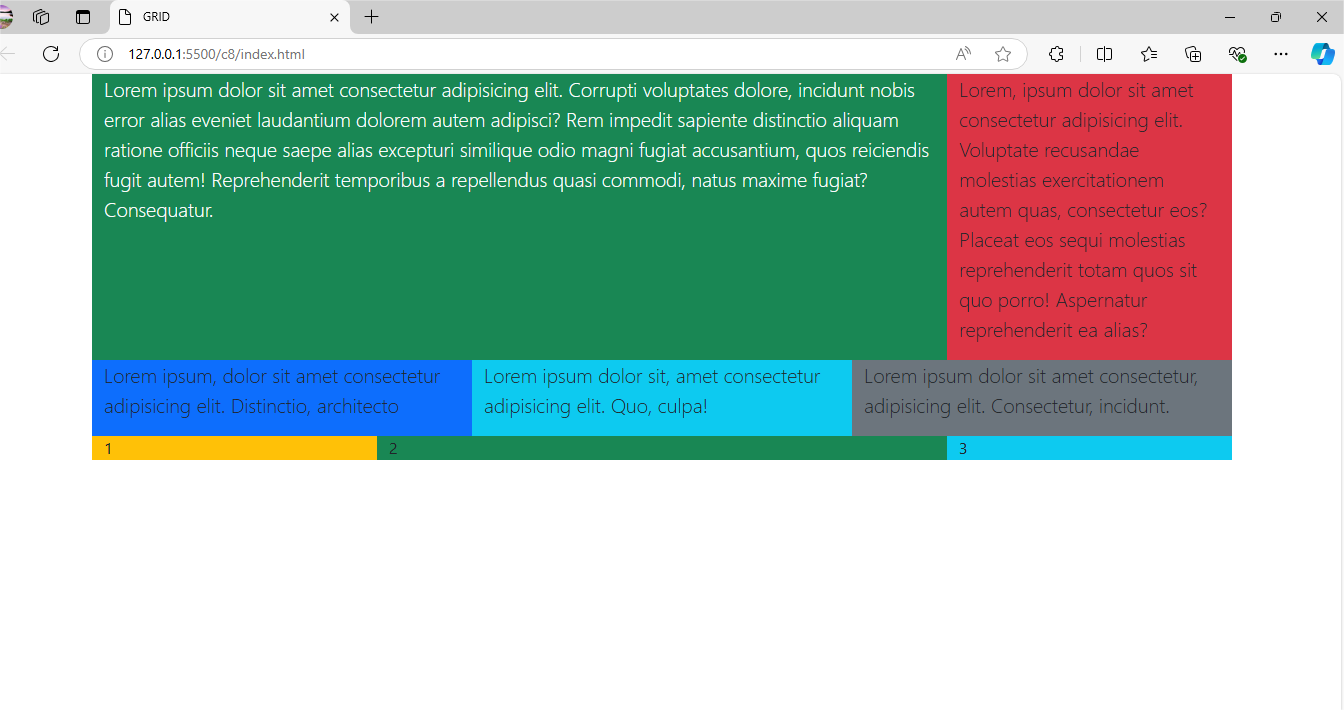 GRID
127.0.0.1:5500/c8/index.html
Lorem ipsum dolor sit amet consectetur adipisicing elit. Corrupti voluptates dolore, incidunt nobis
error alias eveniet laudantium dolorem autem adipisci? Rem impedit sapiente distinctio aliquam
ratione officiis neque saepe alias excepturi similique odio magni fugiat accusantium, quos reiciendis
fugit autem! Reprehenderit temporibus a repellendus quasi commodi, natus maxime fugiat?
Consequatur.
Lorem, ipsum dolor sit amet
consectetur adipisicing elit.
Voluptate recusandae
molestias exercitationem
autem quas, consectetur eos?
Placeat eos sequi molestias
reprehenderit totam quos sit
quo porro! Aspernatur
reprehenderit ea alias?
Lorem ipsum, dolor sit amet consectetur
adipisicing elit. Distinctio, architecto
Lorem ipsum dolor sit, amet consectetur
adipisicing elit. Quo, culpa!
Lorem ipsum dolor sit amet consectetur,
adipisicing elit. Consectetur, incidunt.
1
2
3